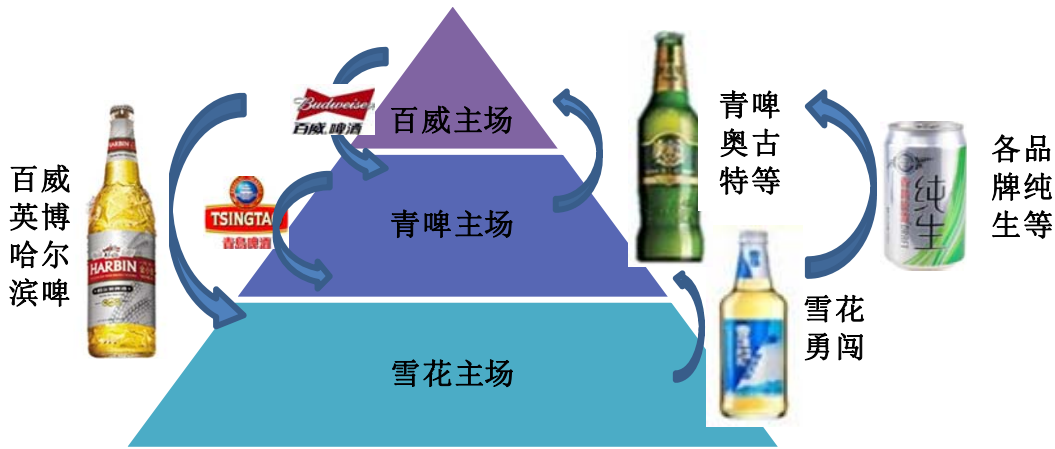 Budweiser
百威 啤酒
百威主场
青啤
奥古
特等
各品
牌纯
生等
百威
英博
哈尔
滨啤
HARBIN
HARBIN
TSINGTAO
青岛啤酒
青啤主场
纯
生
雪花
勇闯
雪花主场